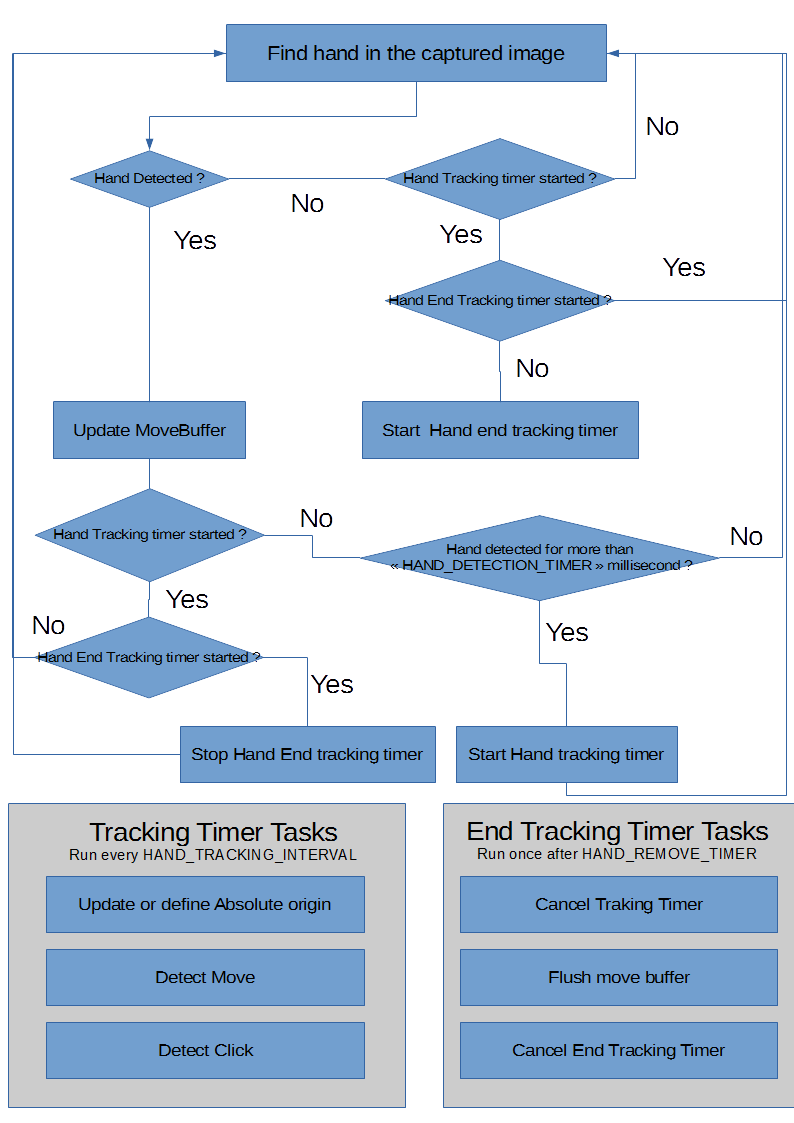 Find hand in the captured image
No
Hand Detected ?
Hand Tracking timer started ?
No
Yes
Yes
Yes
Hand End Tracking timer started ?
No
Update MoveBuffer
Start  Hand end tracking timer
No
Hand Tracking timer started ?
No
Hand detected for more than
« HAND_DETECTION_TIMER » millisecond ?
Yes
No
Yes
Hand End Tracking timer started ?
Yes
Stop Hand End tracking timer
Start Hand tracking timer
Tracking Timer Tasks
Run every HAND_TRACKING_INTERVAL
Update or define Absolute origin
Detect Move
Detect Click
End Tracking Timer Tasks
Run once after HAND_REMOVE_TIMER
Cancel Traking Timer
Flush move buffer
Cancel End Tracking Timer